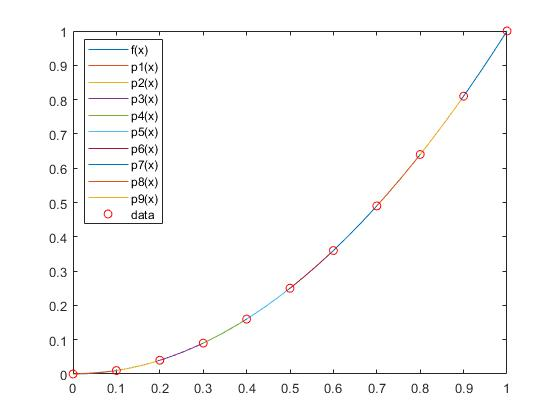 1
0.9
0.8
0.7
0.6
0.5
0.4
0.3
0.2
0.1
0
f(x)
p1(x)
p2(x)
p3(x)
p4(x)
p5(x)
p6(x)
p7(x)
p8(x)
p9(x)
data
0 0.1 0.2 0.3 0.4 0.5 0.6 0.7 0.8 0.9 1